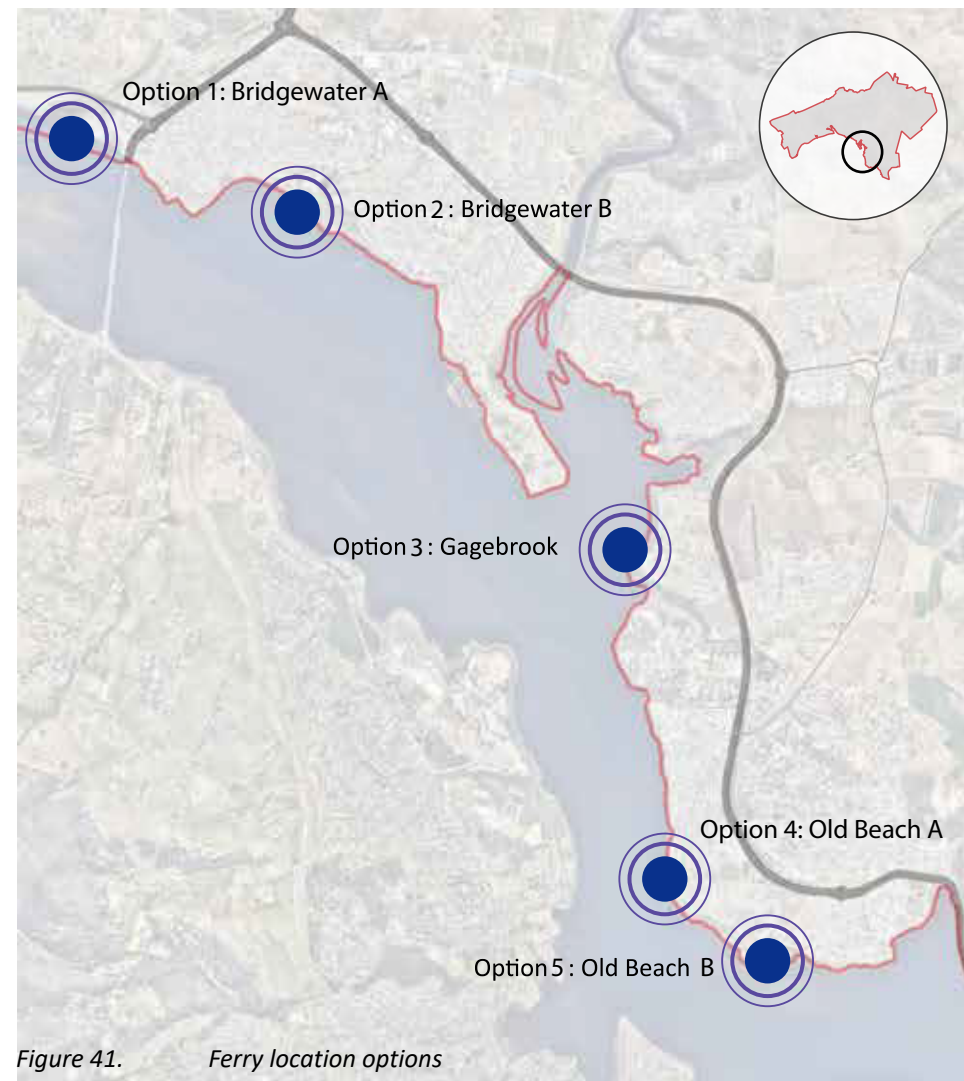 Option 1: Bridgewater A
Option 2 : Bridgewater B
Option 3 : Gagebrook
Option 4: Old Beach A
Option 5 : Old Beach B
Figure 41. Ferry location options